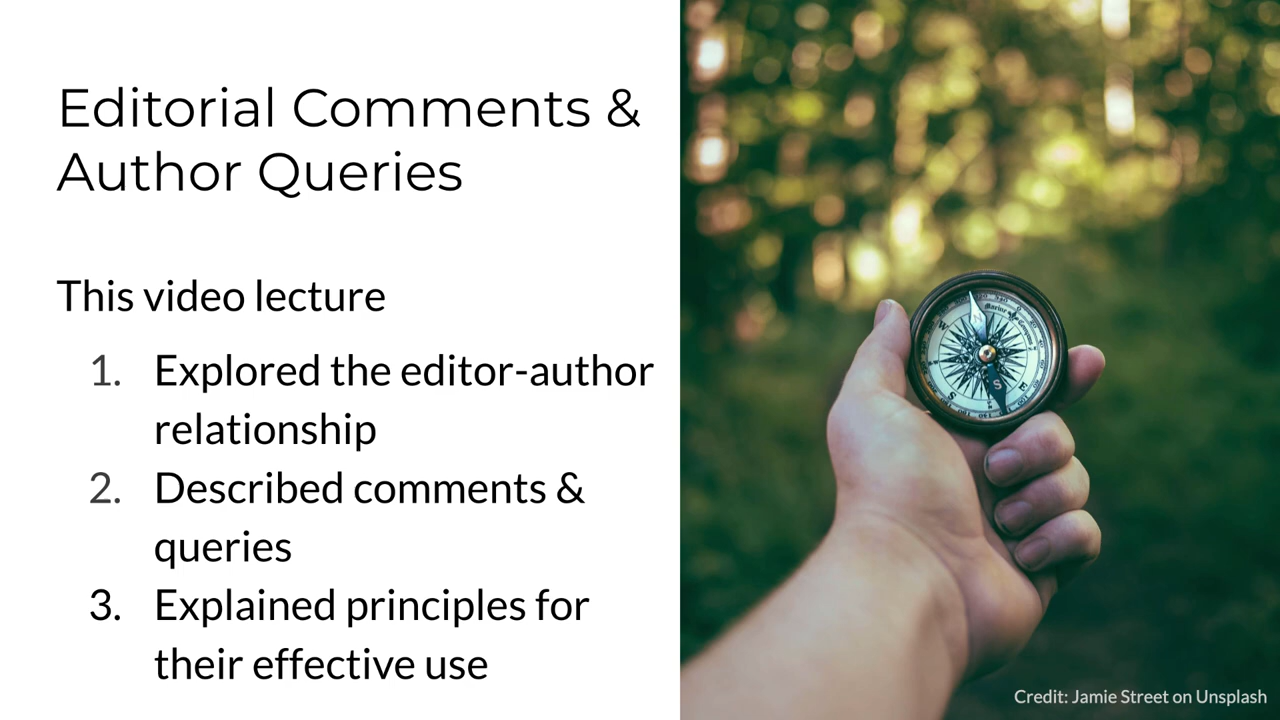 Editorial Comments &
Author Queries
This video lecture
1. Explored the editor-author
relationship
2. Described comments &
queries
3. Explained principles for
their effective use
W
S
S
Credit: Jamie Street on Unsplash